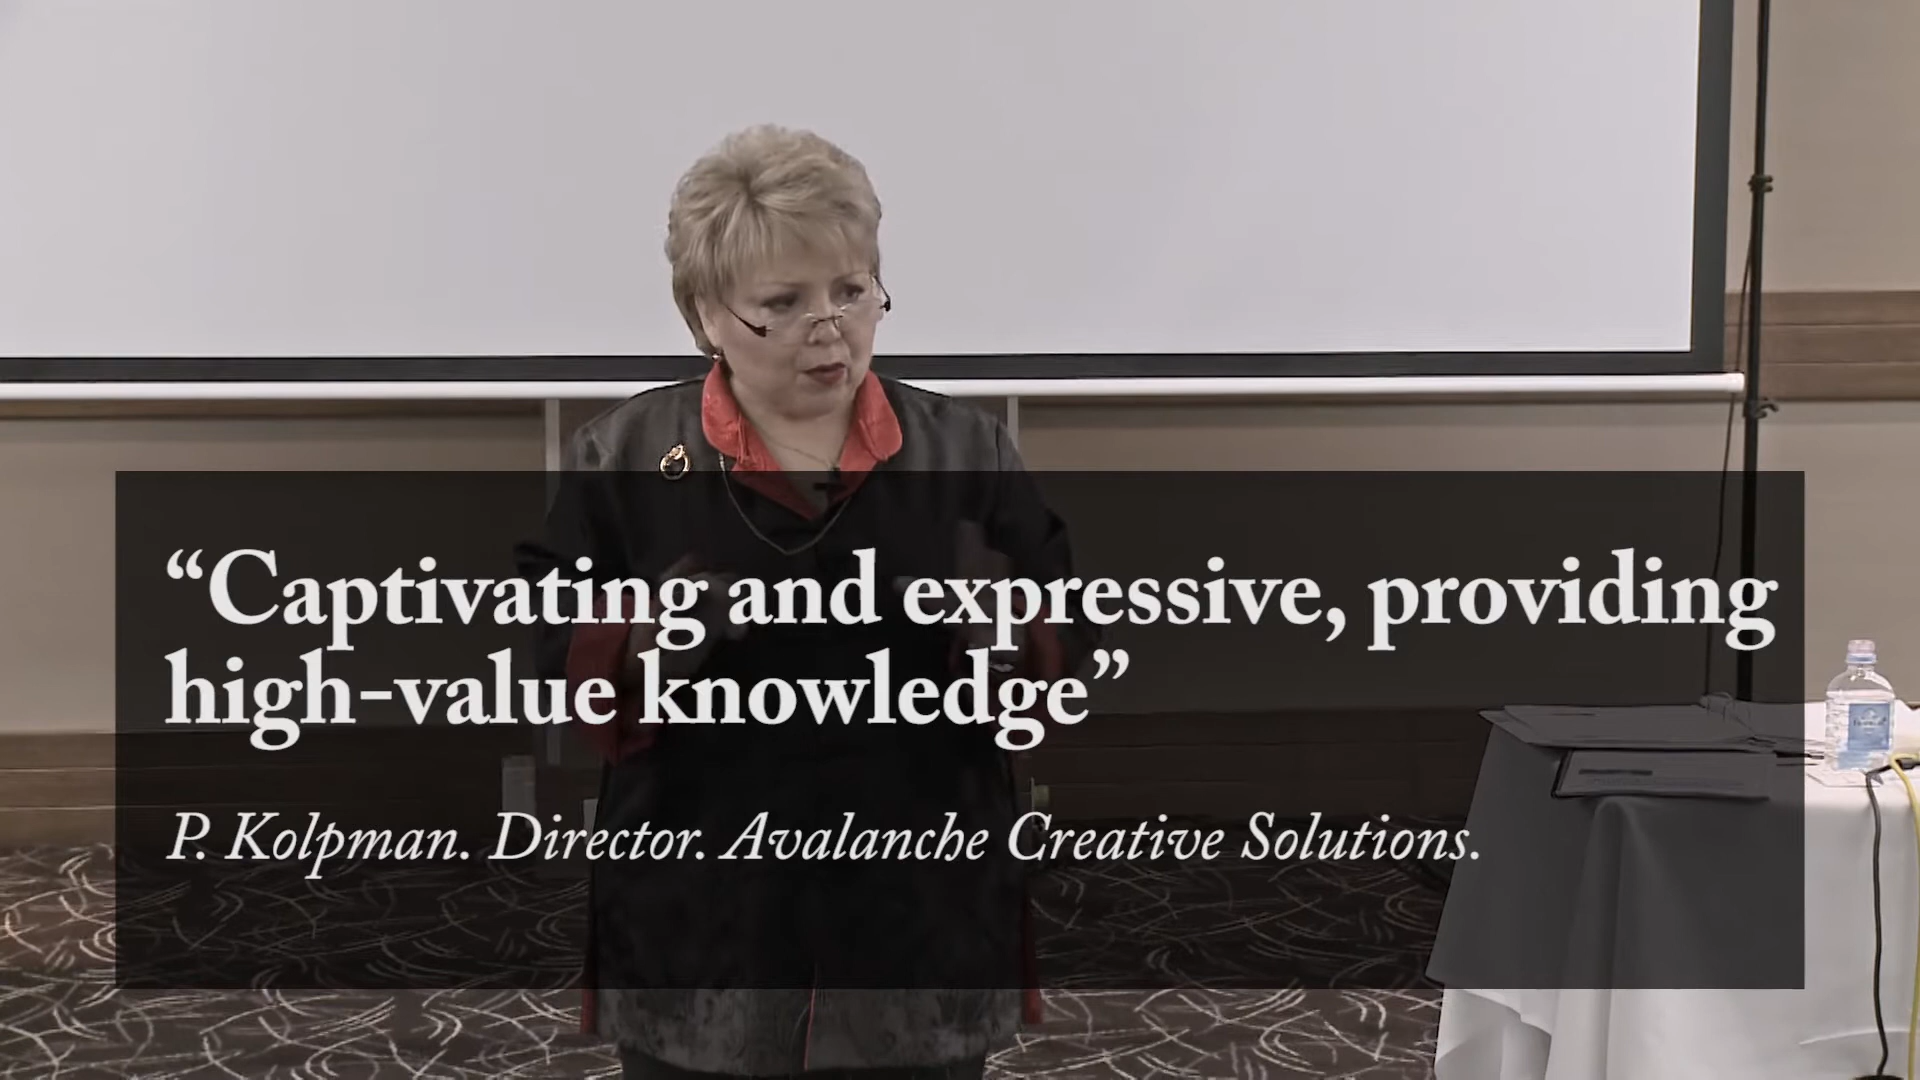 “Captivating and expressive, providing
high-value knowledge”
P. Kolpman. Director. Avalanche Creative Solutions.